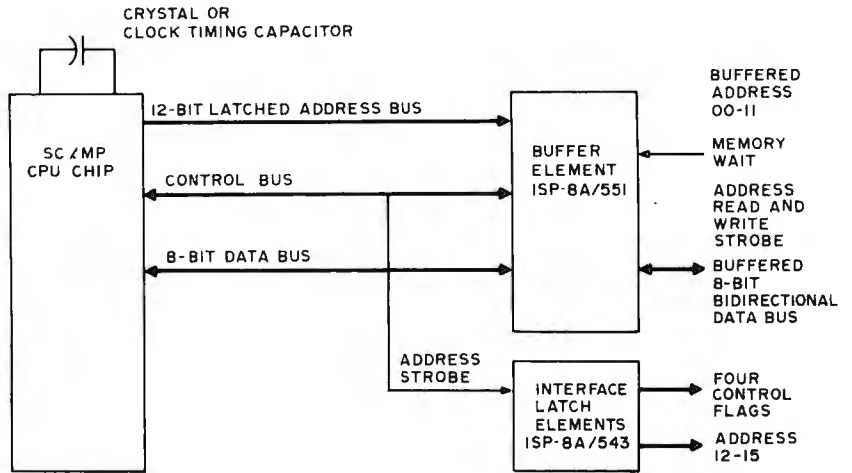 CRYSTAL OR
CLOCK TIMING CAPACITOR
SC/MP
CPU CHIP
12-BIT LATCHED ADDRESS BUS
CONTROL BUS
8-BIT DATA BUS
ADDRESS
STROBE
BUFFER
ELEMENT
ISP-8A/551
INTERFACE
LATCH
ELEMENTS
ISP-8A/543
BUFFERED
ADDRESS
00-11
MEMORY
WAIT
ADDRESS
READ AND
WRITE
STROBE
BUFFERED
8-BIT
BIDIRECTIONAL
DATA BUS
FOUR
CONTROL
FLAGS
ADDRESS
12-15